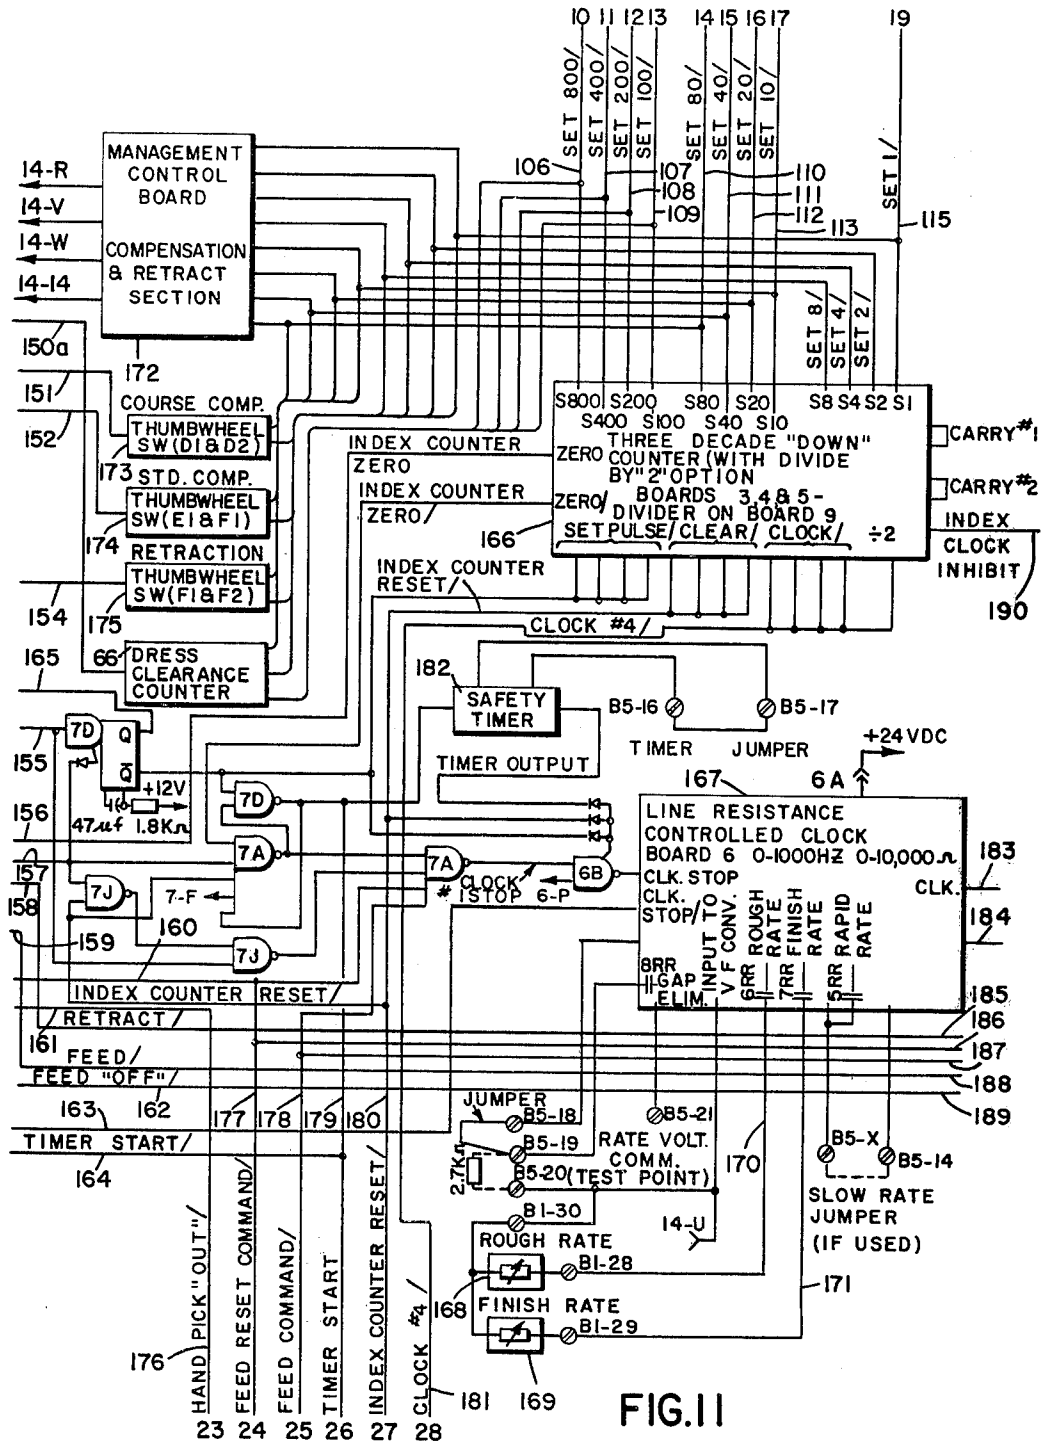 10 11 12 13 14 15 16 17 19
SET 800/
SET 400/
SET 200/
SET 100/
SET 80/
SET 40/
SET 20/
SET 10/
SET 1/
MANAGEMENT
CONTROL
BOARD
COMPENSATION
& RETRACT
SECTION
14-R
14-V
14-W
14-14
106
107
108
109
110
111
112
113
115
SET 8/
SET 4/
SET 2/
150a
172
151
152
COURSE COMP.
THUMBWHEEL
SW(D1&D2)
173
STD. COMP.
THUMBWHEEL
SW(E1&F1)
174
RETRACTION
THUMBWHEEL
SW(F1&F2)
154
175
66
DRESS
CLEARANCE
COUNTER
165
INDEX COUNTER
ZERO
INDEX COUNTER
ZERO/
166
INDEX COUNTER
RESET/
CLOCK #4/
S800 S200 S80 S20 S8 S4 S2 S1
S400 S100 S40 S10
THREE DECADE "DOWN"
ZERO COUNTER (WITH DIVIDE
BY "2" OPTION
ZERO/ BOARDS 3,4 & 5-
DIVIDER ON BOARD 9
SET PULSE/ CLEAR/ CLOCK/ ÷2
CARRY #1
CARRY #2
INDEX
CLOCK
INHIBIT
190
182
SAFETY
TIMER
B5-16
B5-17
TIMER JUMPER
TIMER OUTPUT
+24VDC
6A
167
155
7D
Q
Q̅
+12V
47 μf 1.8KΩ
156
157
158
159
7D
7A
7J
7-F
7J
7A
#
CLOCK
1STOP
6-P
6B
LINE RESISTANCE
CONTROLLED CLOCK
BOARD 6 0-1000HZ 0-10,000Ω
CLK. STOP
CLK.
CLK.
STOP/
INPUT TO
V F CONV.
6RR ROUGH
RATE
7RR FINISH
RATE
5RR RAPID
RATE
8RR
GAP
ELIM.
183
184
185
186
187
188
189
160
INDEX COUNTER RESET/
RETRACT/
161
FEED/
FEED "OFF"/
162
163
TIMER START/
164
177
178
179
180
JUMPER
B5-18
B5-19
2.7KΩ
B5-20
B5-21
RATE VOLT.
COMM.
(TEST POINT)
B1-30
14-U
170
ROUGH RATE
168
B1-28
FINISH RATE
B1-29
169
171
B5-X
B5-14
SLOW RATE
JUMPER
(IF USED)
HAND PICK "OUT"/
FEED RESET COMMAND/
FEED COMMAND/
TIMER START
INDEX COUNTER RESET/
CLOCK #4/
176
181
23 24 25 26 27 28
FIG.11